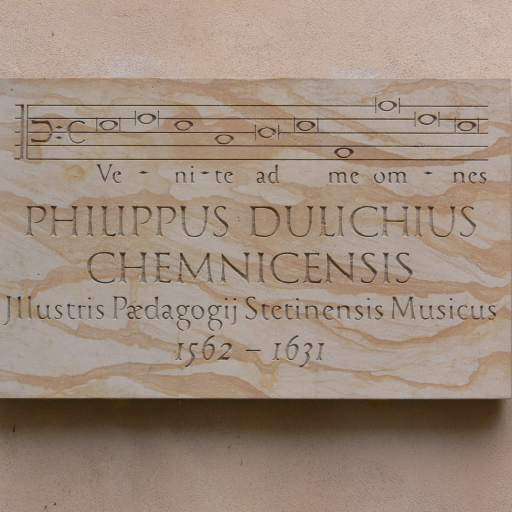 Ve - ni-te ad me om - nes
PHILIPPUS DULICHIUS
CHEMNICENSIS
Jllustris Pædagogij Stetinensis Musicus
1562 – 1631